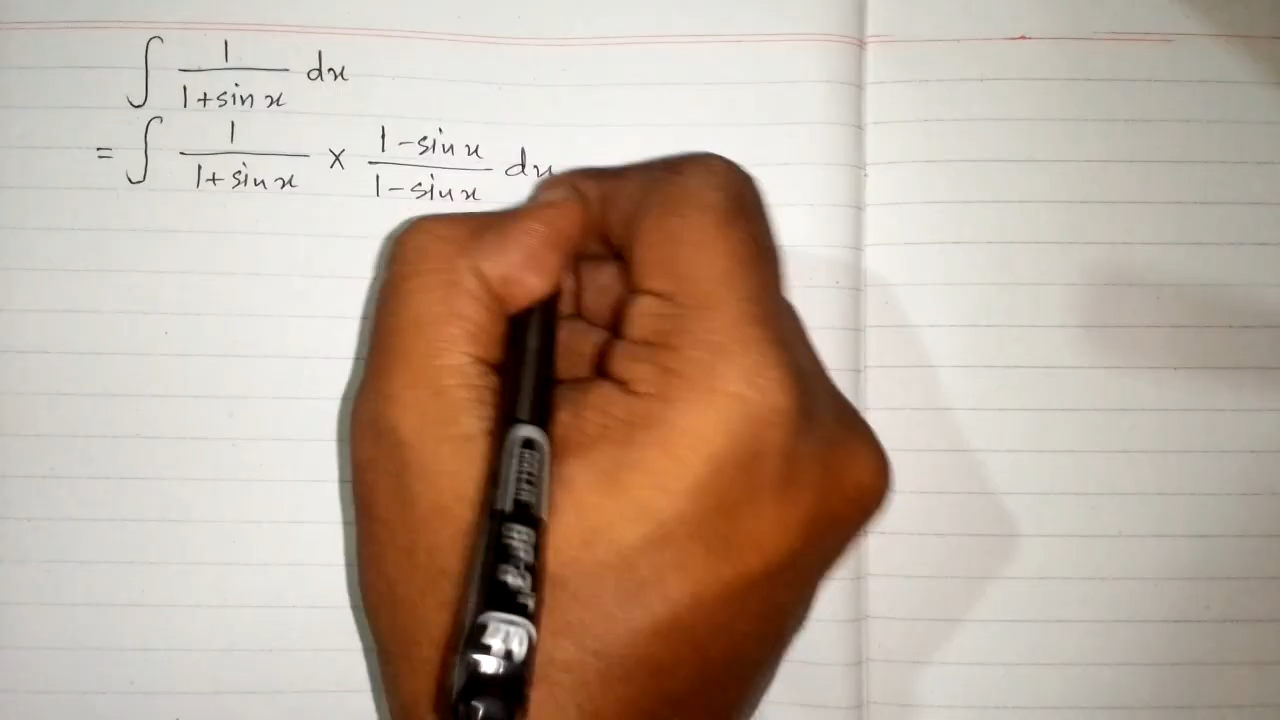 ∫ 1/(1+sin x) dx
= ∫ 1/(1+sin x) × (1-sin x)/(1-sin x) dx